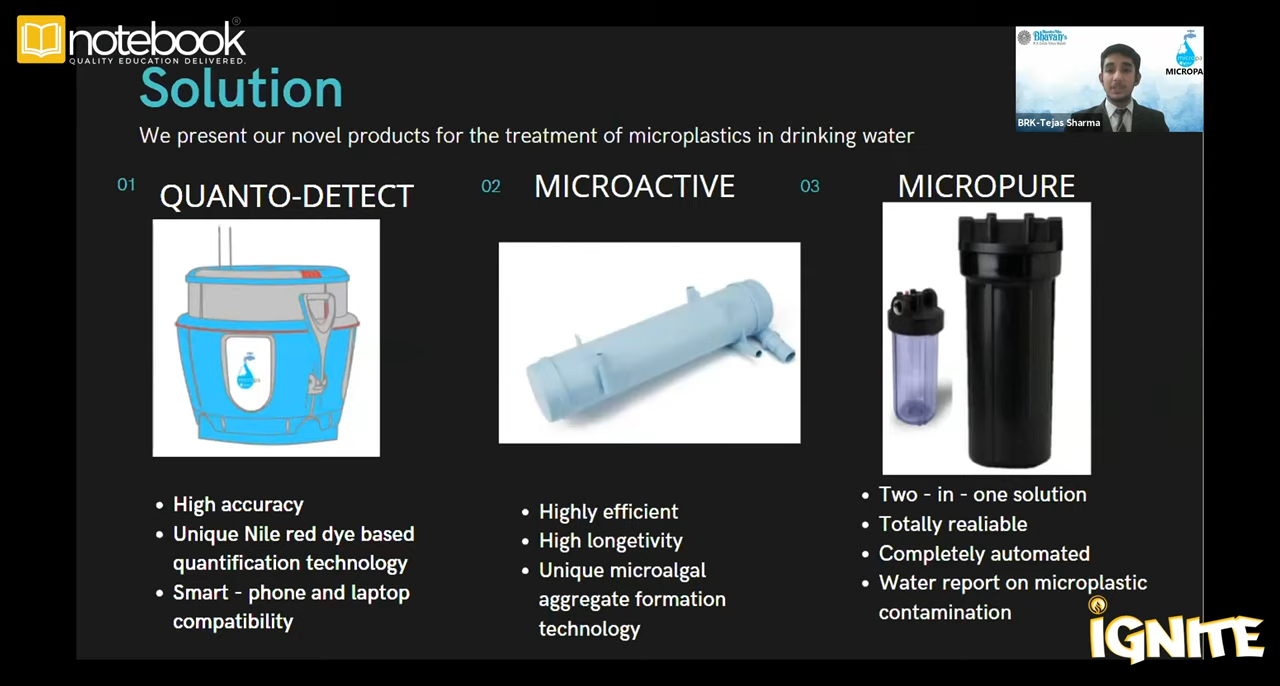 notebook
QUALITY EDUCATION DELIVERED.
Solution
We present our novel products for the treatment of microplastics in drinking water
Bhavan's
MICROPA
BRK-Tejas Sharma
01
QUANTO-DETECT
02
MICROACTIVE
03
MICROPURE
• High accuracy
• Unique Nile red dye based
quantification technology
• Smart - phone and laptop
compatibility
• Highly efficient
• High longetivity
• Unique microalgal
aggregate formation
technology
• Two - in - one solution
• Totally realiable
• Completely automated
• Water report on microplastic
contamination
iGNITE